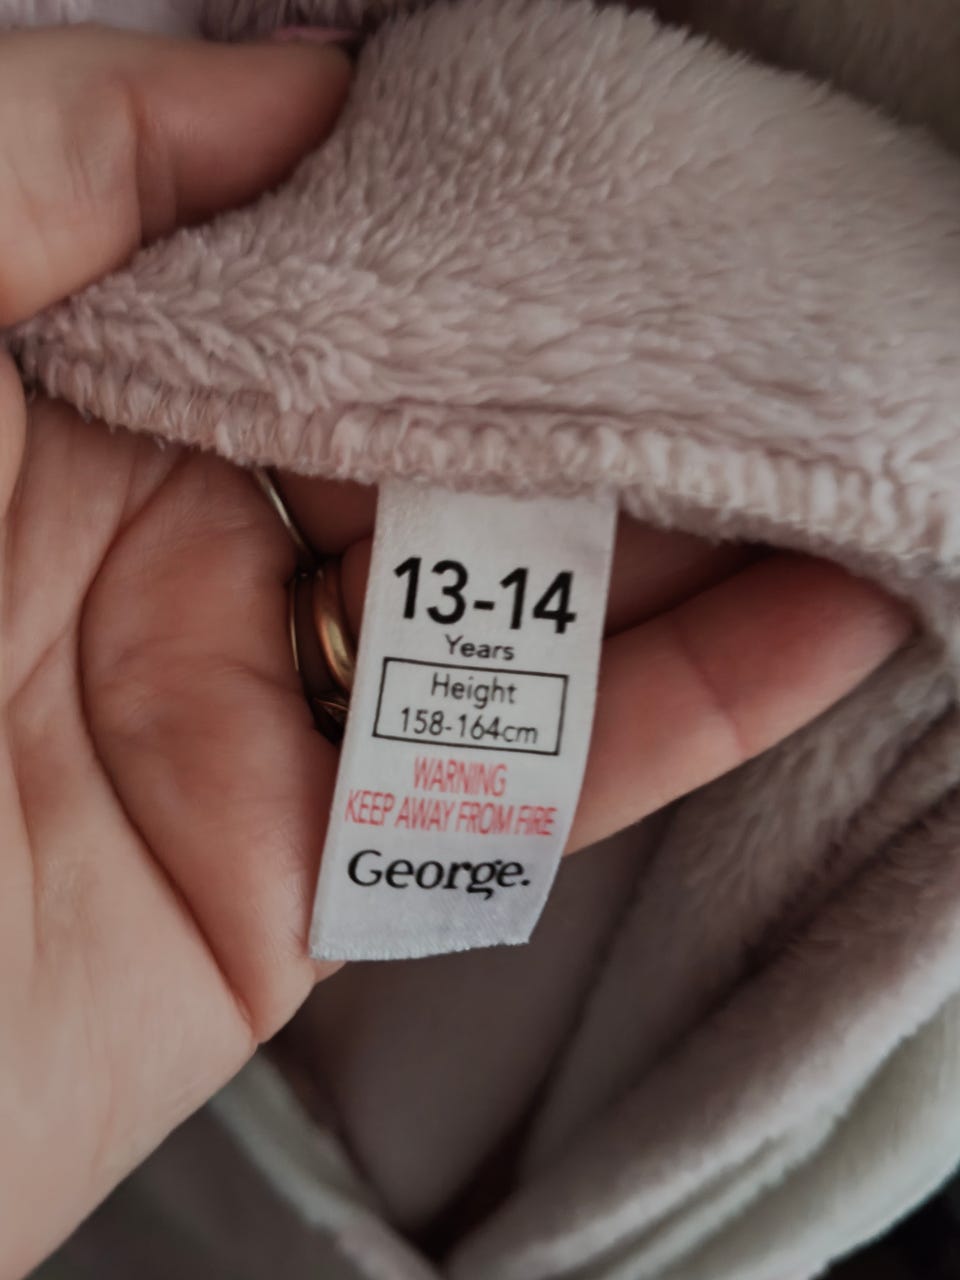 13-14
Years
Height
158-164cm
WARNING
KEEP AWAY FROM FIRE
George.